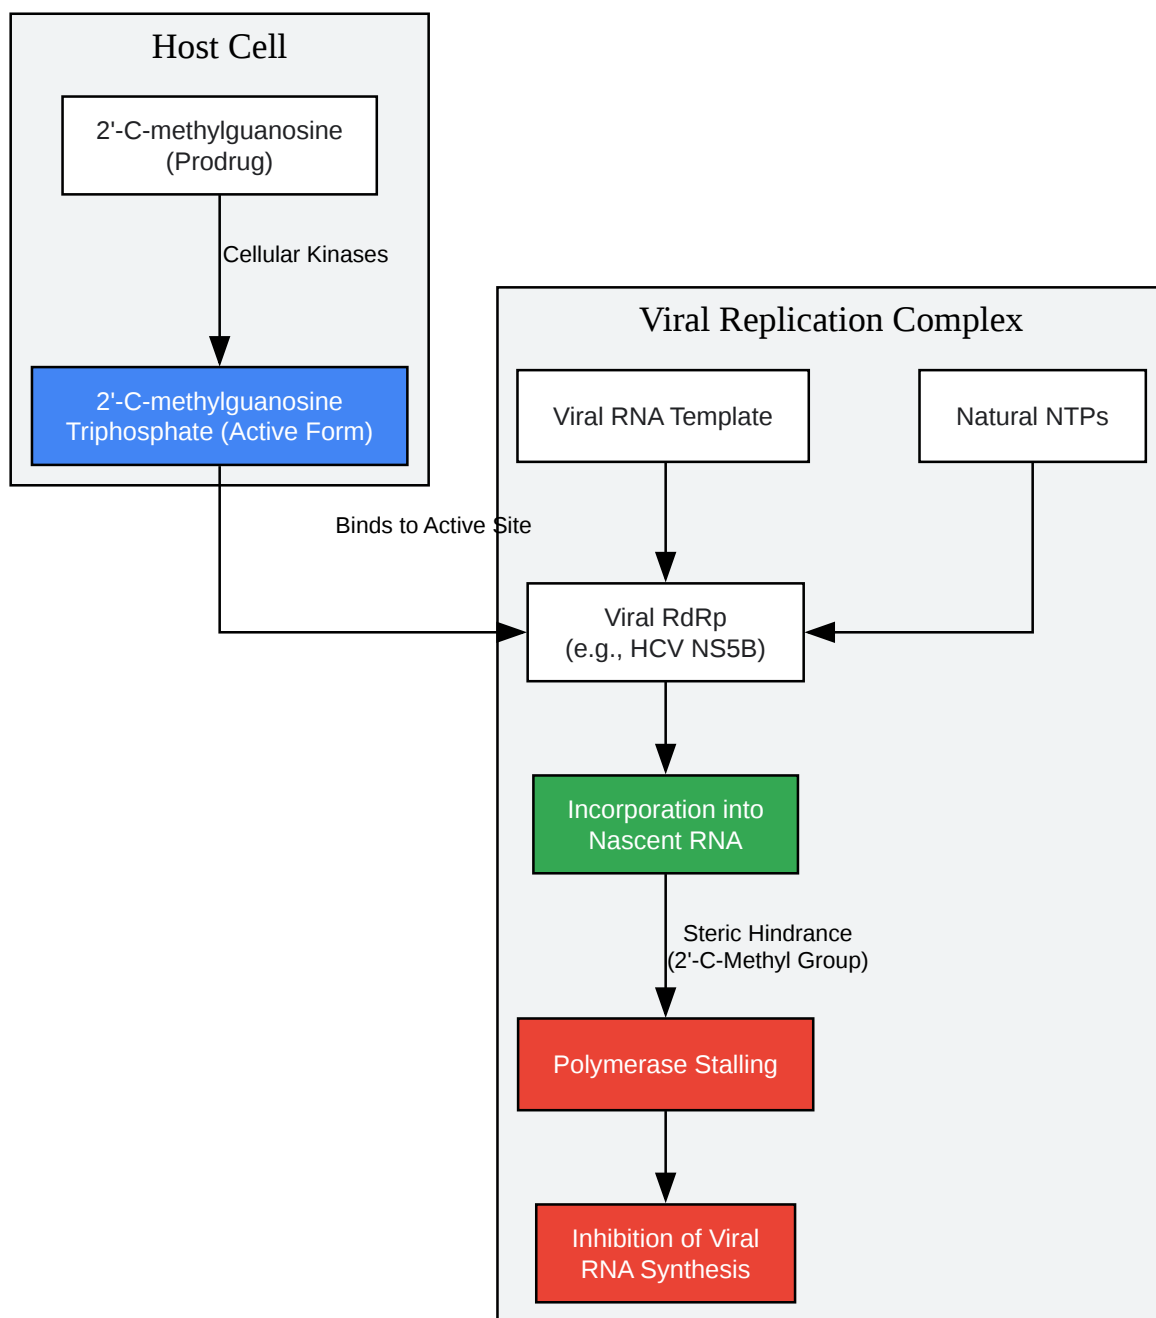 Host Cell
2'-C-methylguanosine
(Prodrug)
Cellular Kinases
2'-C-methylguanosine
Triphosphate (Active Form)
Binds to Active Site
Viral Replication Complex
Viral RNA Template
Natural NTPs
Viral RdRp
(e.g., HCV NS5B)
Incorporation into
Nascent RNA
Steric Hindrance
(2'-C-Methyl Group)
Polymerase Stalling
Inhibition of Viral
RNA Synthesis